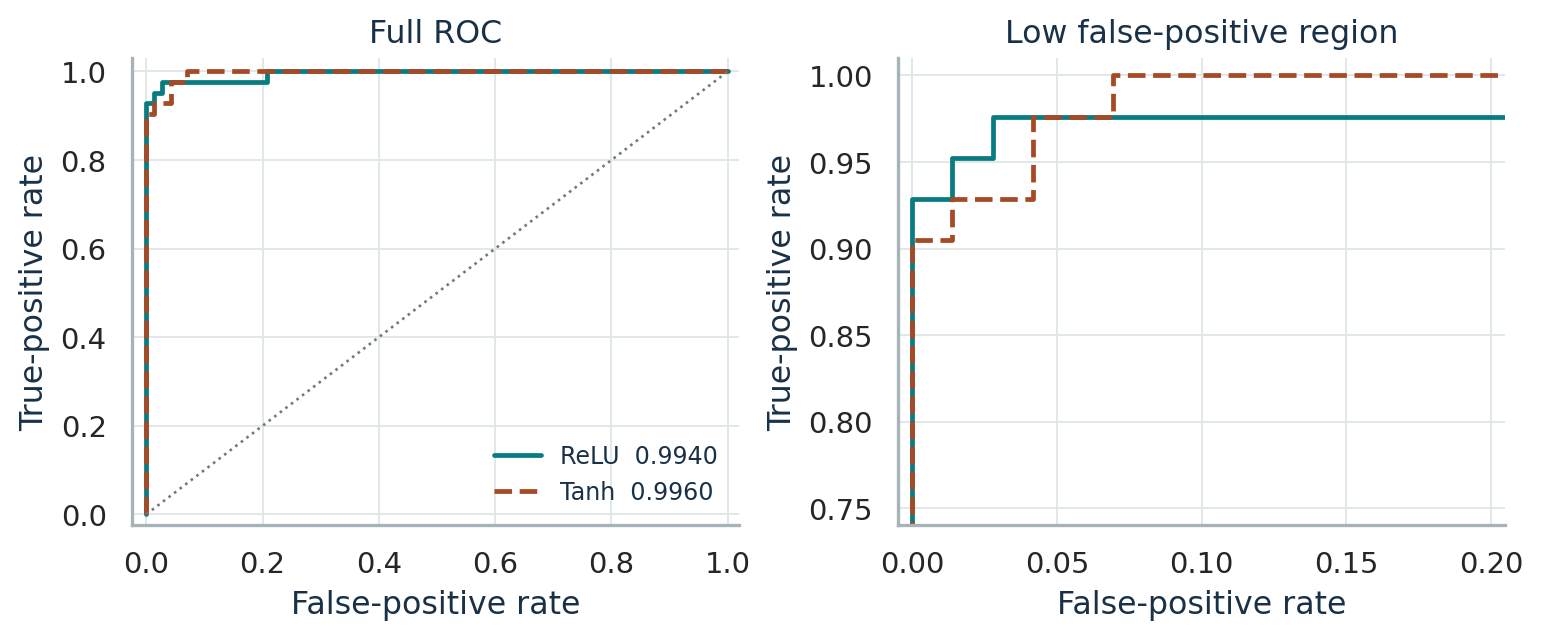 Full ROC
True-positive rate
1.0
0.8
0.6
0.4
0.2
0.0
ReLU 0.9940
Tanh 0.9960
0.0 0.2 0.4 0.6 0.8 1.0
False-positive rate
Low false-positive region
True-positive rate
1.00
0.95
0.90
0.85
0.80
0.75
0.00 0.05 0.10 0.15 0.20
False-positive rate